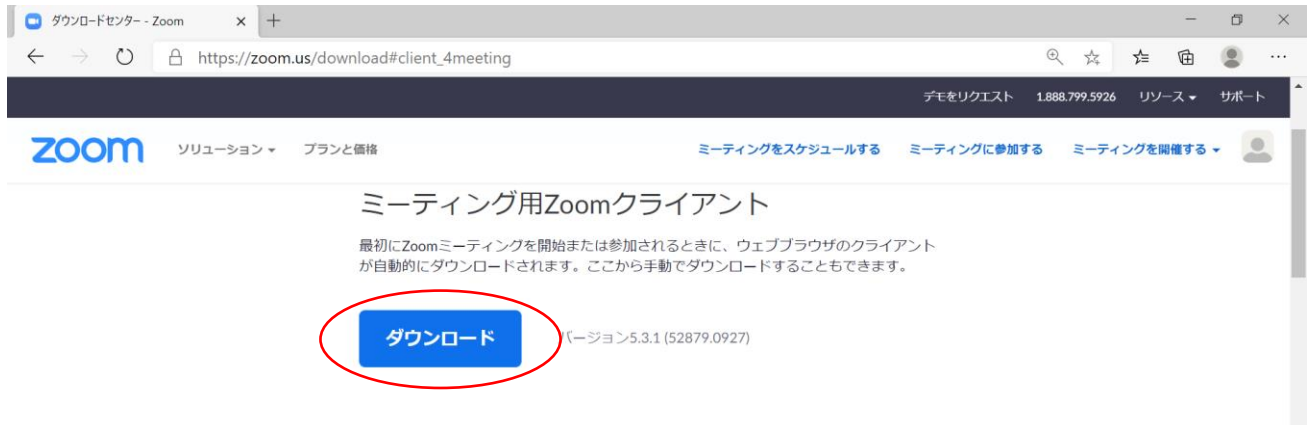 ダウンロードセンター - Zoom
https://zoom.us/download#client_4meeting
デモをリクエスト 1.888.799.5926 リソース サポート
zoom ソリューション プランと価格 ミーティングをスケジュールする ミーティングに参加する ミーティングを開催する
ミーティング用Zoomクライアント
最初にZoomミーティングを開始または参加されるときに、ウェブブラウザのクライアント
が自動的にダウンロードされます。ここから手動でダウンロードすることもできます。
ダウンロード バージョン5.3.1 (52879.0927)